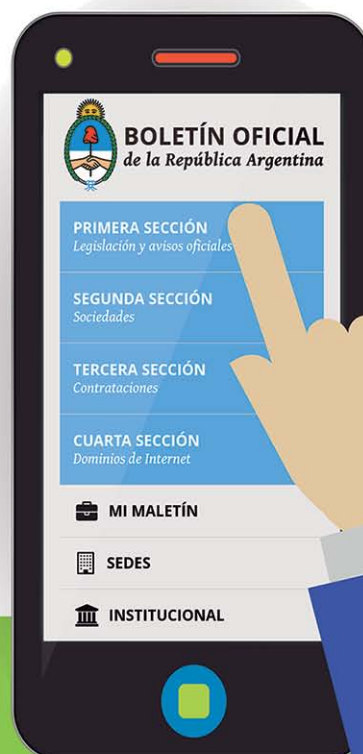 BOLETÍN OFICIAL
de la República Argentina
PRIMERA SECCIÓN
Legislación y avisos oficiales
SEGUNDA SECCIÓN
Sociedades
TERCERA SECCIÓN
Contrataciones
CUARTA SECCIÓN
Dominios de Internet
MI MALETÍN
SEDES
INSTITUCIONAL